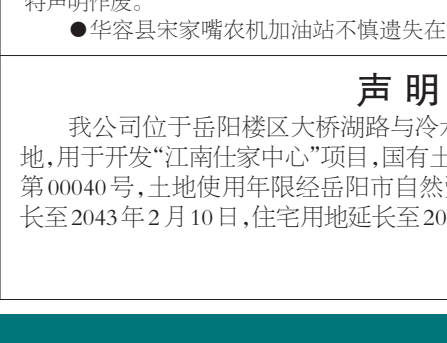 特声明作废。
●华容县宋家嘴农机加油站不慎遗失在
声 明
我公司位于岳阳楼区大桥湖路与冷水
地,用于开发“江南仕家中心”项目,国有土
第00040号,土地使用年限经岳阳市自然
长至2043年2月10日,住宅用地延长至20